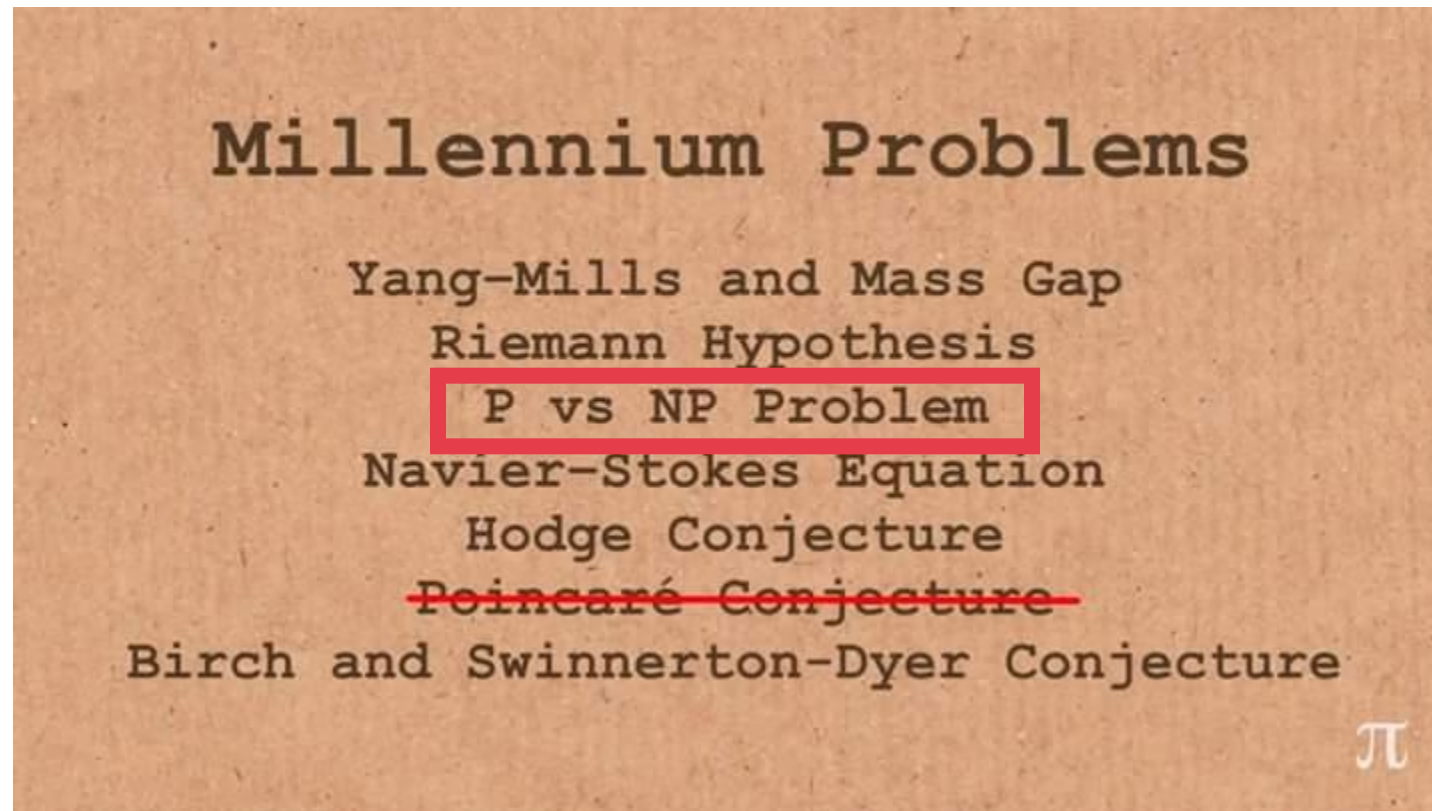 Millennium Problems
Yang-Mills and Mass Gap
Riemann Hypothesis
P vs NP Problem
Navier-Stokes Equation
Hodge Conjecture
Poincaré Conjecture
Birch and Swinnerton-Dyer Conjecture
π